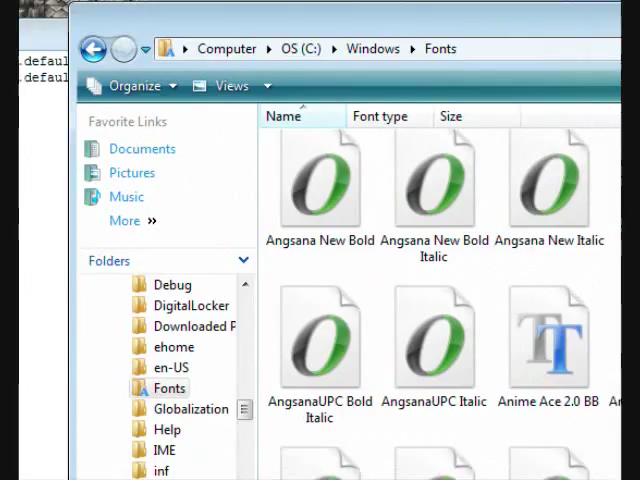 .defaul
.defaul
Computer OS (C:) Windows Fonts
Organize Views
Favorite Links
Documents
Pictures
Music
More »
Folders
Debug
DigitalLocker
Downloaded P
ehome
en-US
Fonts
Globalization
Help
IME
inf
Name Font type Size
Angsana New Bold Angsana New Bold Italic Angsana New Italic
AngsanaUPC Bold Italic AngsanaUPC Italic Anime Ace 2.0 BB